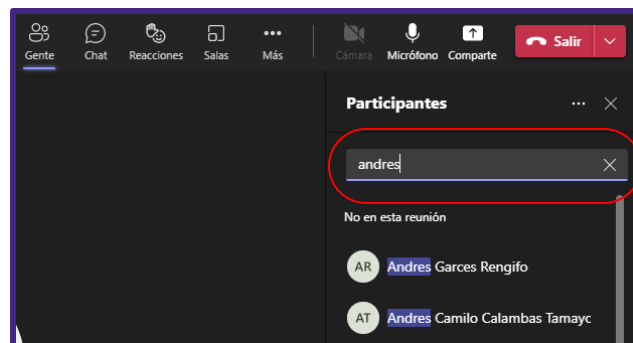 Gente Chat Reacciones Salas Más Cámara Micrófono Comparte Salir
Participantes
andres
No en esta reunión
AR Andres Garces Rengifo
AT Andres Camilo Calambas Tamayc